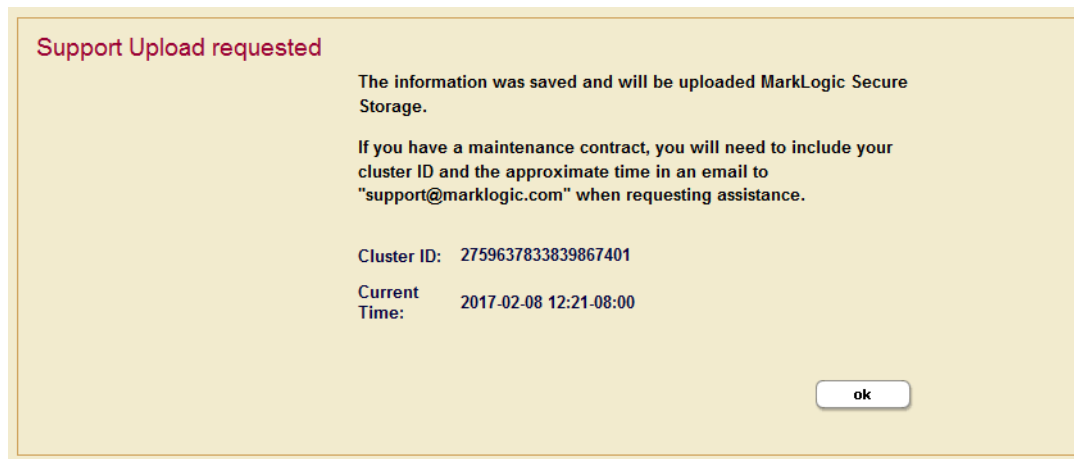 Support Upload requested
The information was saved and will be uploaded MarkLogic Secure
Storage.
If you have a maintenance contract, you will need to include your
cluster ID and the approximate time in an email to
"support@marklogic.com" when requesting assistance.
Cluster ID: 2759637833839867401
Current
Time: 2017-02-08 12:21-08:00
ok